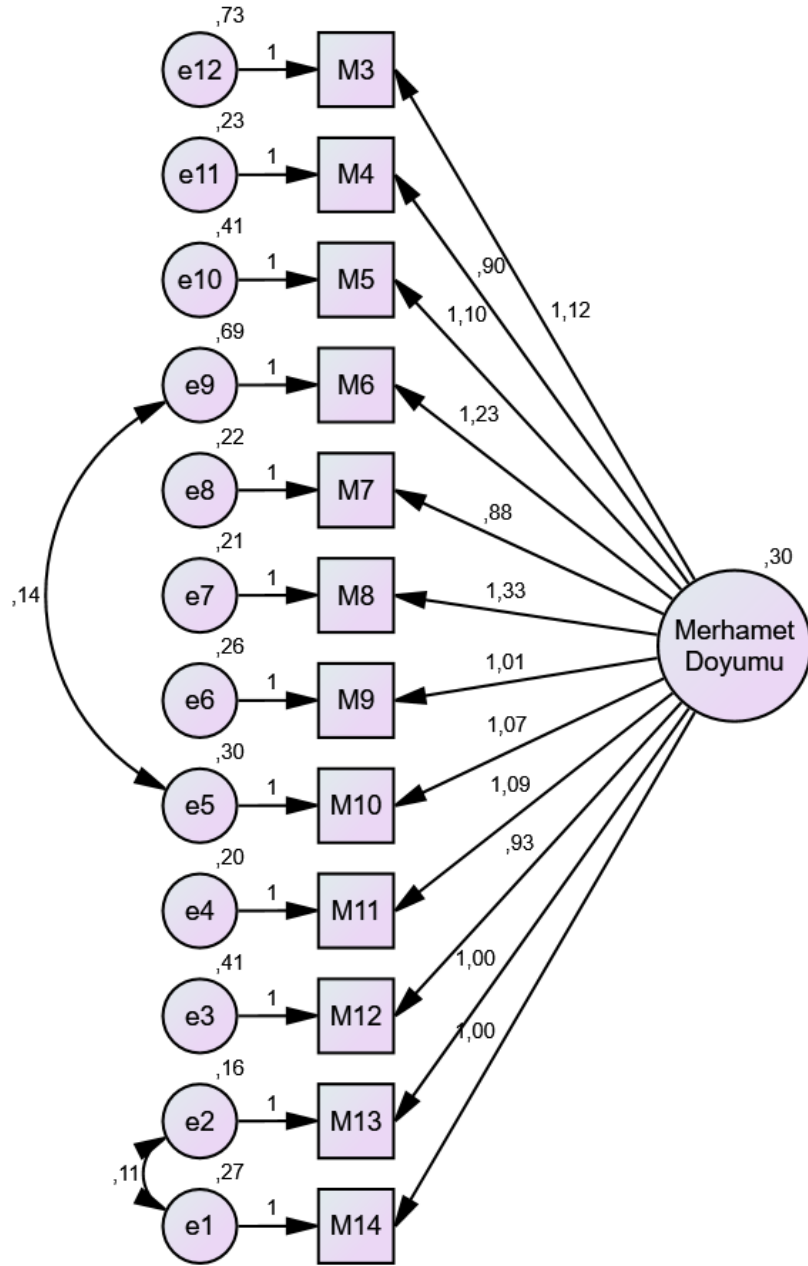 ,73
e12 1 M3
,23
e11 1 M4
,41
e10 1 M5
,90
1,10
1,12
,69
e9 1 M6
1,23
,22
e8 1 M7
,88
,21
e7 1 M8
,14
1,33
,30
Merhamet
Doyumu
,26
e6 1 M9
1,01
,30
e5 1 M10
1,07
1,09
,20
e4 1 M11
,93
,41
e3 1 M12
1,00
1,00
,16
e2 1 M13
,11
,27
e1 1 M14